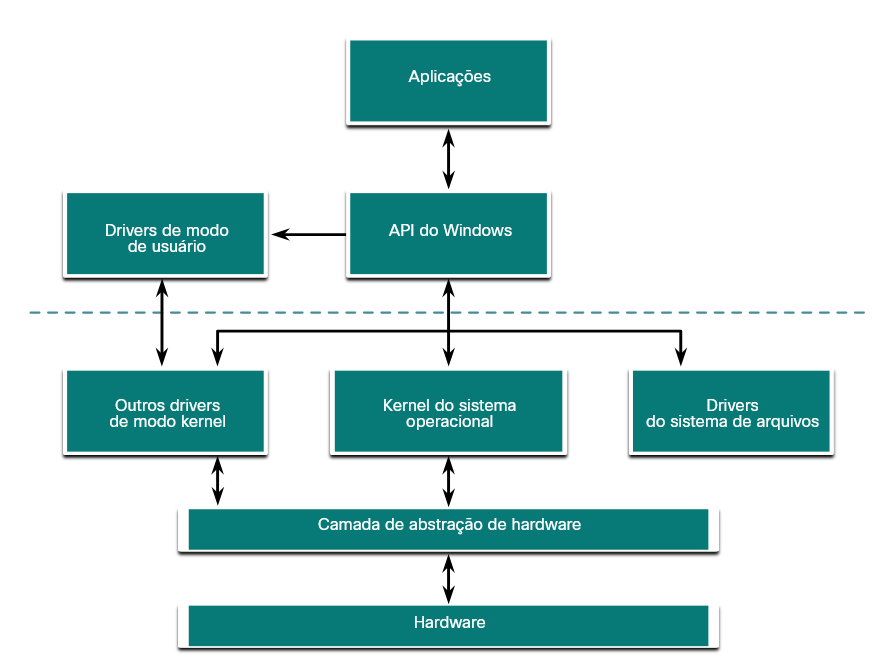 Aplicações
Drivers de modo
de usuário
API do Windows
Outros drivers
de modo kernel
Kernel do sistema
operacional
Drivers
do sistema de arquivos
Camada de abstração de hardware
Hardware